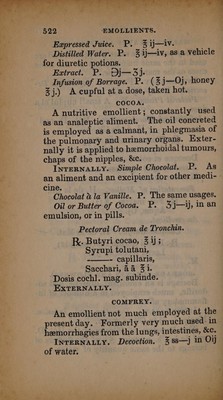 522 EMOLLIENTS.
Expressed Juice. P. ℥ ij—iv.
Distilled Water. P. ℥ ij—iv, as a vehicle
for diuretic potions.
Extract. P. ℈j—ʒ j.
Infusion of Borrage. P. (ʒ j—Oj, honey
℥ j.) A cupful at a dose, taken hot.
COCOA.
A nutritive emollient; constantly used
as an analeptic aliment. The oil concreted
is employed as a calmant, in phlegmasia of
the pulmonary and urinary organs. Exter-
nally it is applied to hæmorrhoidal tumours,
chaps of the nipples, &c.
INTERNALLY. Simple Chocolat. P. As
an aliment and an excipient for other medi-
cine.
Chocolat à la Vanille. P. The same usages.
Oil or Butter of Cocoa. P. ʒ j—ij, in an
emulsion, or in pills.
Pectoral Cream de Tronchin.
℞. Butyri cocao, ℥ ij;
Syrupi tolutani,
——— capillaris,
Sacchari, ā ā ℥ i.
Dosis cochl. mag. subinde.
EXTERNALLY.
COMFREY.
An emollient not much employed at the
present day. Formerly very much used in
hæmorrhagies from the lungs, intestines, &c.
INTERNALLY. Decoction. ℥ ss—j in Oij
of water.